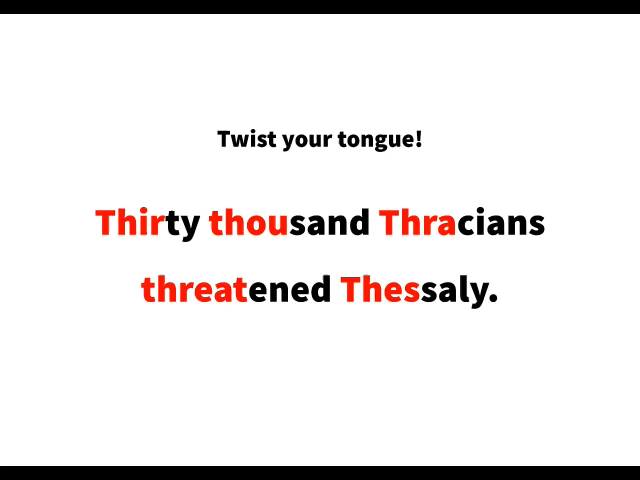 Twist your tongue!
Thirty thousand Thracians
threatened Thessaly.